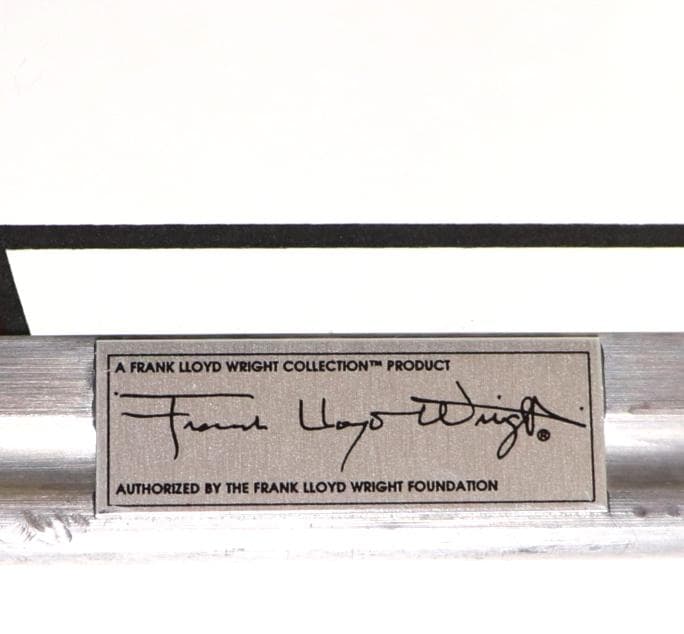 A FRANK LLOYD WRIGHT COLLECTION™ PRODUCT
Frank Lloyd Wright®
AUTHORIZED BY THE FRANK LLOYD WRIGHT FOUNDATION